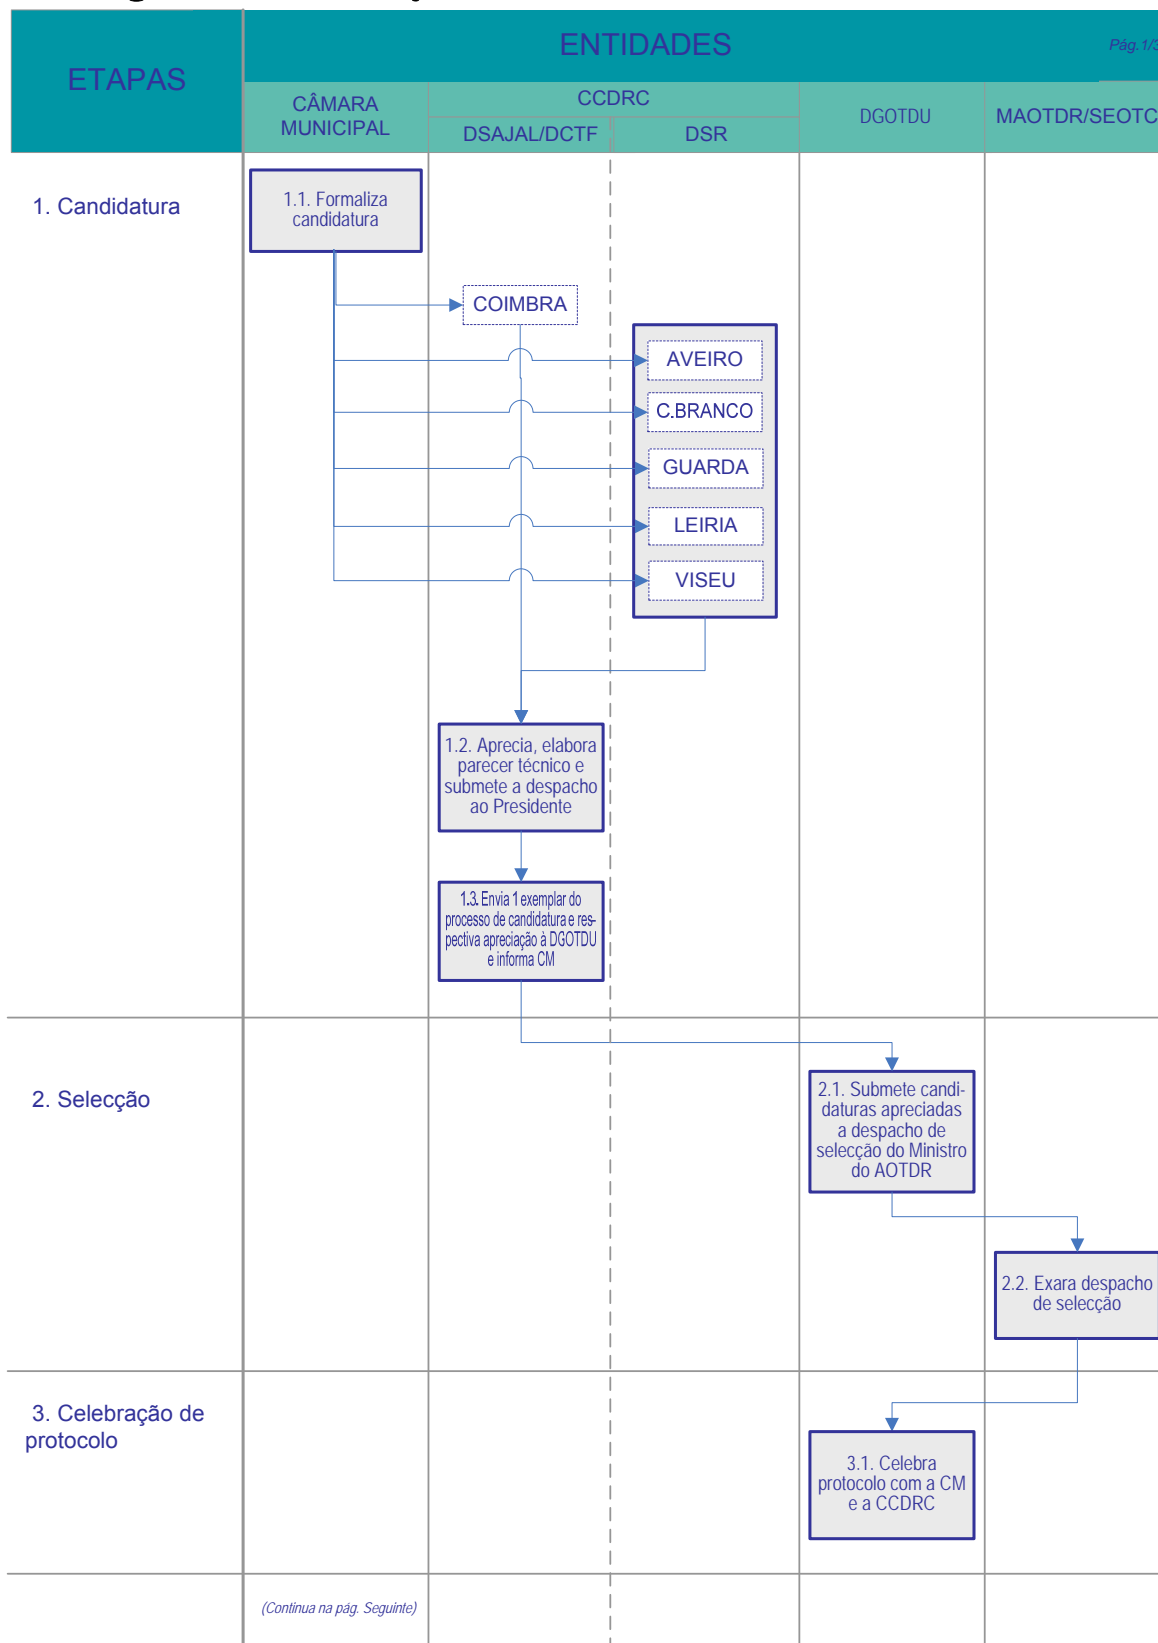 ETAPAS
ENTIDADES
Pág.1/3
CÂMARA
MUNICIPAL
CCDRC
DSAJAL/DCTF
DSR
DGOTDU
MAOTDR/SEOTC
1. Candidatura
1.1. Formaliza
candidatura
COIMBRA
AVEIRO
C.BRANCO
GUARDA
LEIRIA
VISEU
1.2. Aprecia, elabora
parecer técnico e
submete a despacho
ao Presidente
1.3. Envia 1 exemplar do
processo de candidatura e res-
pectiva apreciação à DGOTDU
e informa CM
2. Selecção
2.1. Submete candi-
daturas apreciadas
a despacho de
selecção do Ministro
do AOTDR
2.2. Exara despacho
de selecção
3. Celebração de
protocolo
3.1. Celebra
protocolo com a CM
e a CCDRC
(Continua na pág. Seguinte)